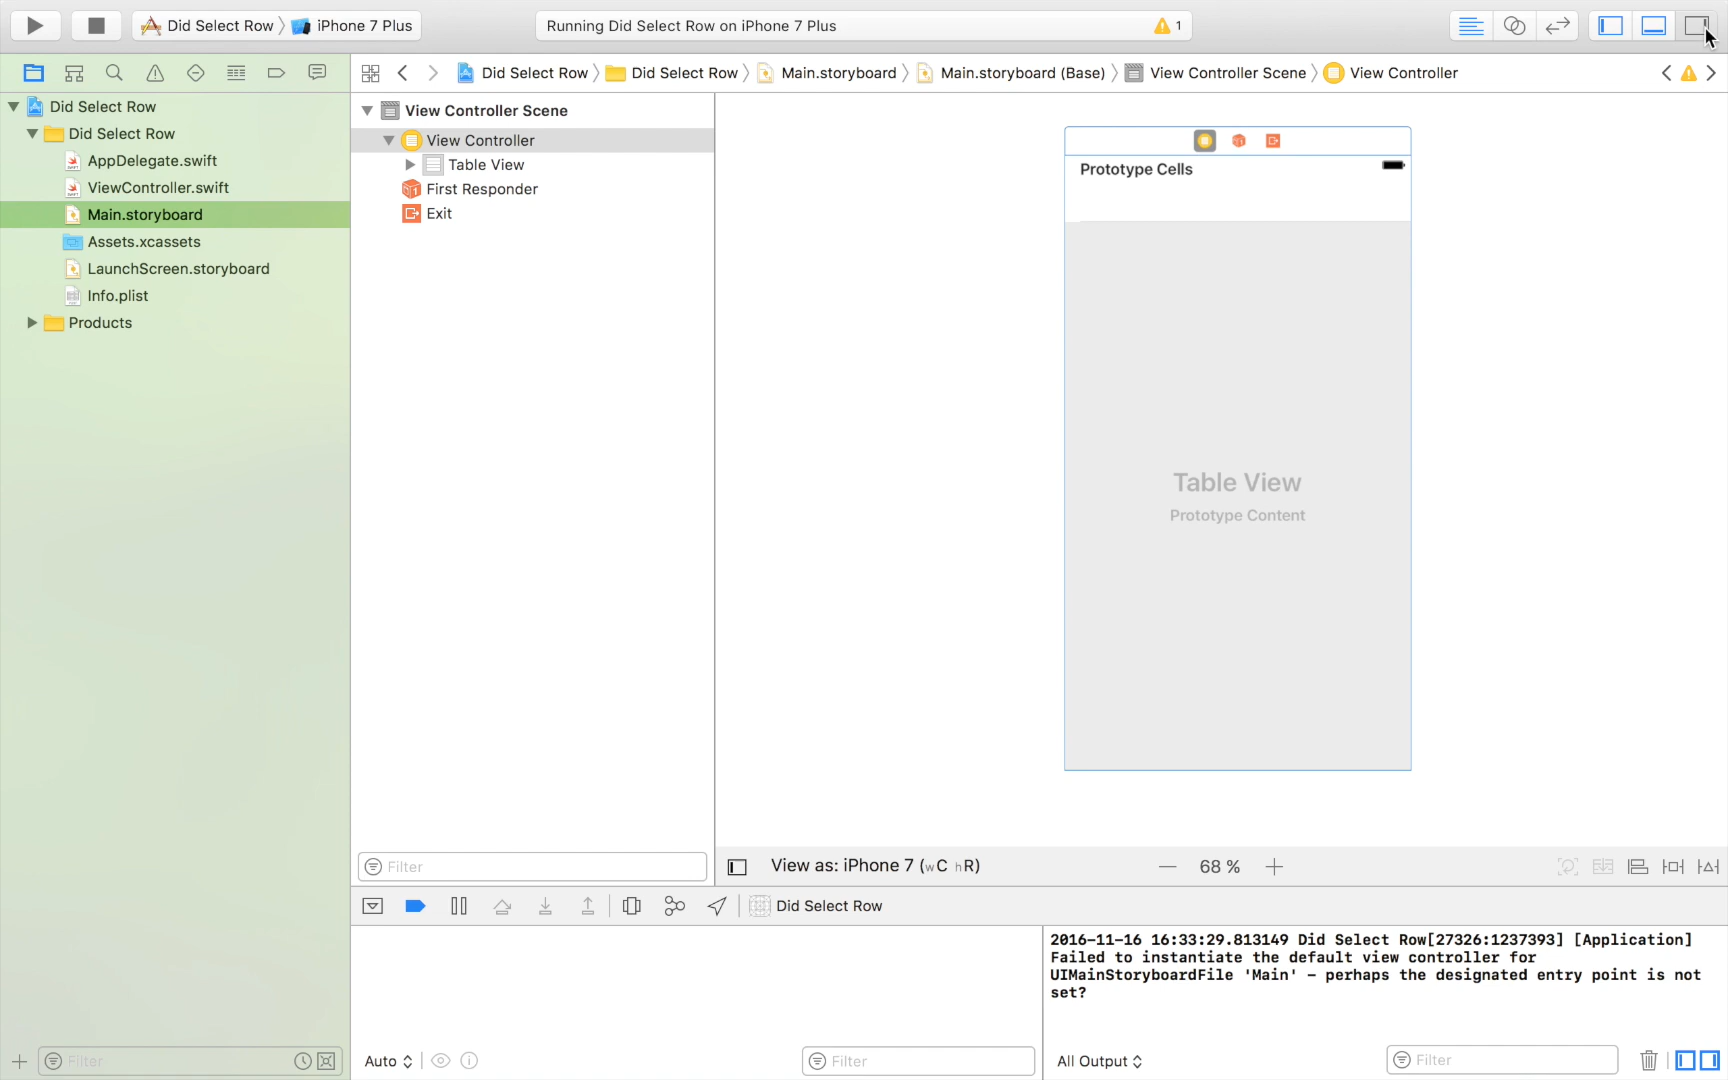 Did Select Row
iPhone 7 Plus
Running Did Select Row on iPhone 7 Plus
1
Did Select Row
Did Select Row
Main.storyboard
Main.storyboard (Base)
View Controller Scene
View Controller
Did Select Row
Did Select Row
AppDelegate.swift
ViewController.swift
Main.storyboard
Assets.xcassets
LaunchScreen.storyboard
Info.plist
Products
View Controller Scene
View Controller
Table View
First Responder
Exit
Prototype Cells
Table View
Prototype Content
Filter
View as: iPhone 7 (wC hR)
68 %
Did Select Row
2016-11-16 16:33:29.813149 Did Select Row[27326:1237393] [Application]
Failed to instantiate the default view controller for
UIMainStoryboardFile 'Main' - perhaps the designated entry point is not
set?
Filter
Auto
Filter
All Output
Filter